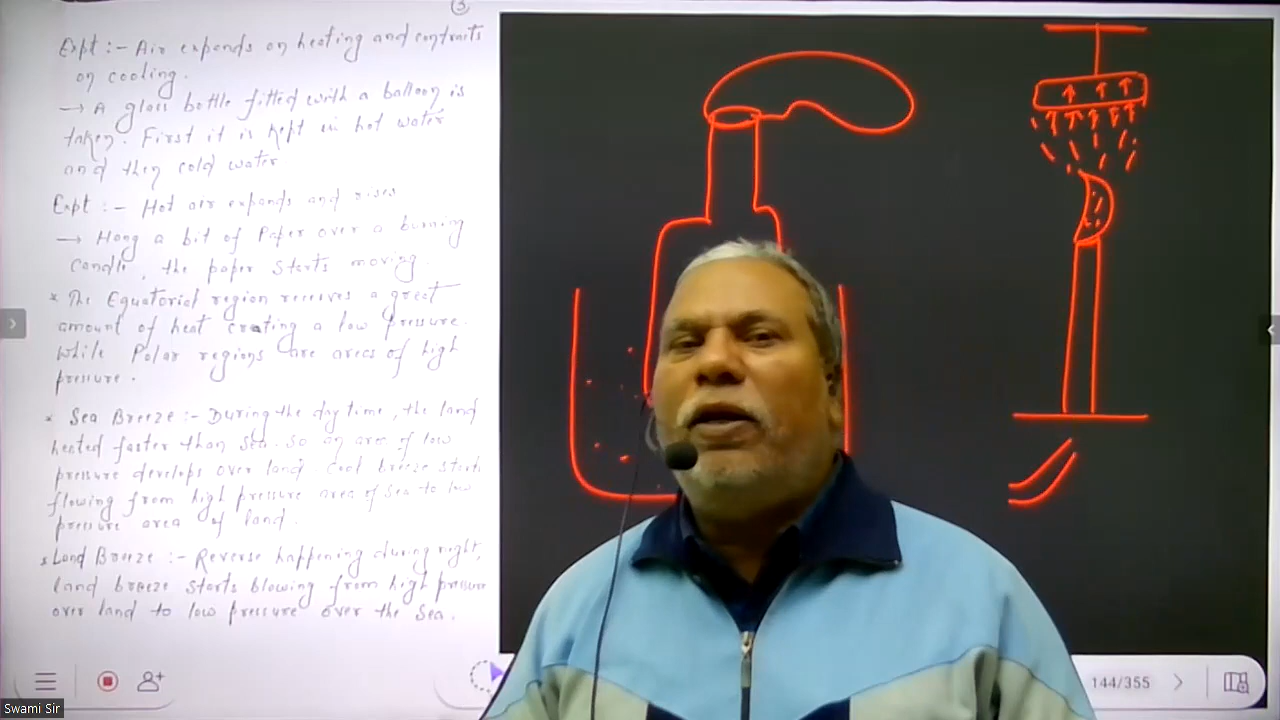 3
Expt :- Air expands on heating and contracts
on cooling.
→ A glass bottle fitted with a balloon is
taken. First it is kept in hot water
and then cold water
Expt :- Hot air expands and rises
→ Hang a bit of Paper over a burning
candle, the paper starts moving.
* The Equatorial region receives a great
amount of heat creating a low pressure.
while Polar regions are areas of high
pressure.
* Sea Breeze :- During the day time, the land
heated faster than sea. so an area of low
pressure develops over land. Cool breeze starts
flowing from high pressure area of sea to low
pressure area of land.
* Land Breeze :- Reverse happening during night,
land breeze starts blowing from high pressure
over land to low pressure over the Sea.
144/355
Swami Sir